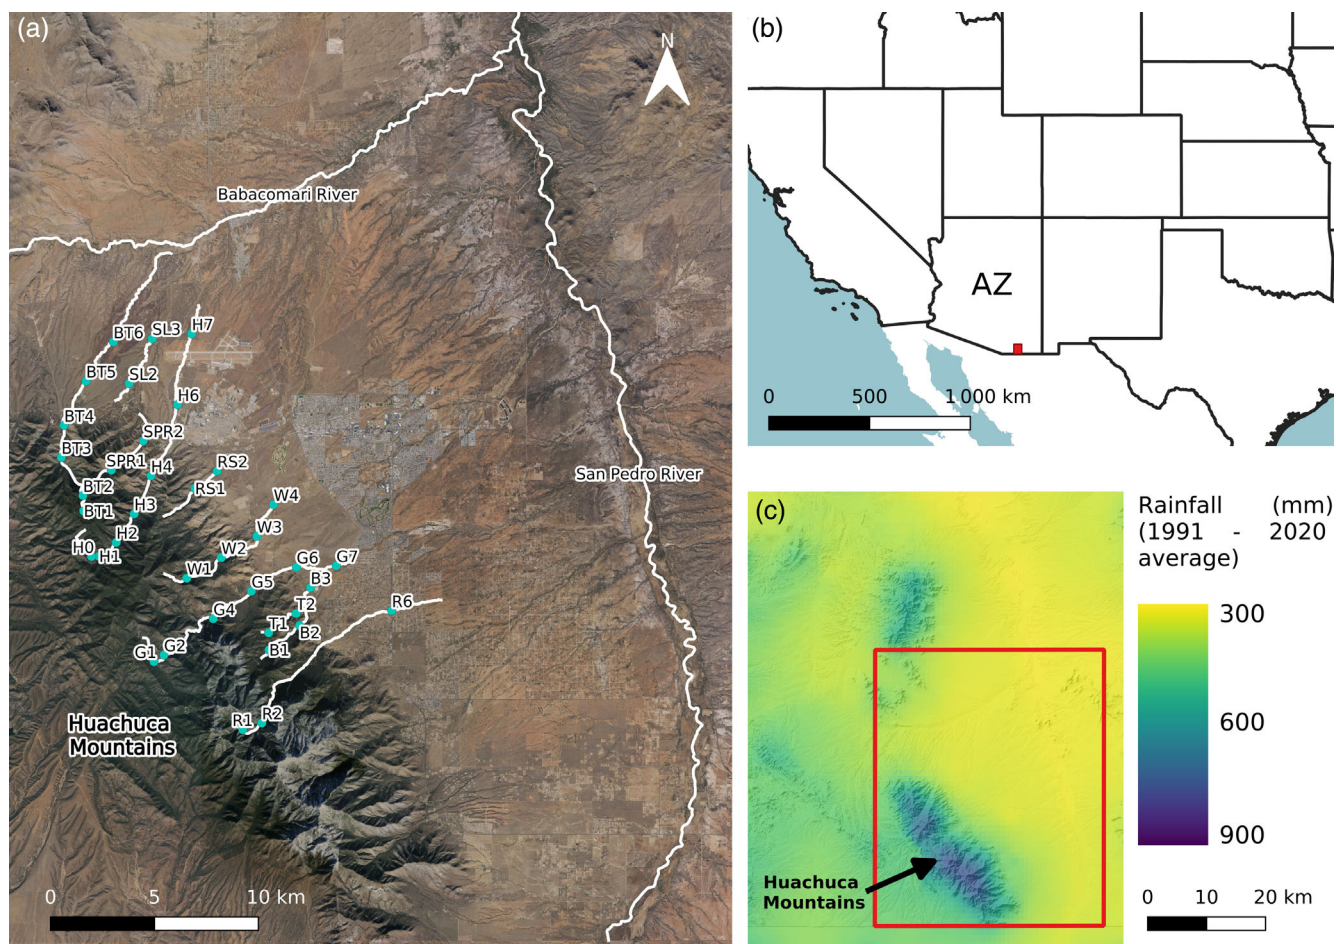 (a)
N
Babacomari River
BT6
SL3
H7
BT5
SL2
H6
BT4
SPR2
BT3
SPR1
H4
RS2
BT2
RS1
BT1
H3
W4
H2
W3
H0
H1
W2
W1
G6
G7
G5
B3
G4
T2
R6
T1
B2
G1
G2
B1
R1
R2
San Pedro River
Huachuca
Mountains
0 5 10 km
(b)
AZ
0 500 1000 km
(c)
Huachuca
Mountains
Rainfall (mm)
(1991 - 2020
average)
300
600
900
0 10 20 km